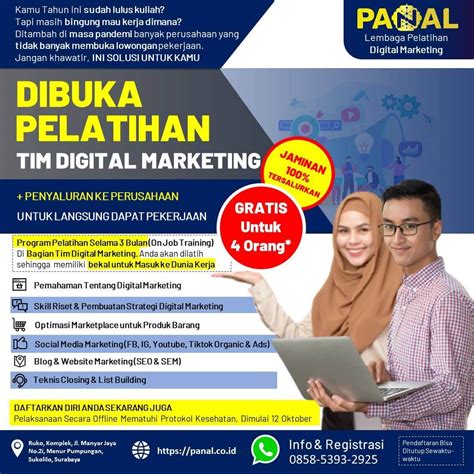 Kamu Tahun ini sudah lulus kuliah?
Tapi masih bingung mau kerja dimana?
Ditambah di masa pandemi banyak perusahaan yang
tidak banyak membuka lowongan pekerjaan.
Jangan khawatir, INI SOLUSI UNTUK KAMU
PANAL
Lembaga Pelatihan
Digital Marketing
DIBUKA
PELATIHAN
TIM DIGITAL MARKETING
JAMINAN
100%
TERSALURKAN
+ PENYALURAN KE PERUSAHAAN
UNTUK LANGSUNG DAPAT PEKERJAAN
GRATIS
Untuk
4 Orang*
Program Pelatihan Selama 3 Bulan (On Job Training)
Di Bagian Tim Digital Marketing. Anda akan dilatih
sehingga memiliki bekal untuk Masuk ke Dunia Kerja
Pemahaman Tentang Digital Marketing
Skill Riset & Pembuatan Strategi Digital Marketing
Optimasi Marketplace untuk Produk Barang
Social Media Marketing (FB, IG, Youtube, Tiktok Organic & Ads)
Blog & Website Marketing (SEO & SEM)
Teknis Closing & List Building
DAFTARKAN DIRI ANDA SEKARANG JUGA
Pelaksanaan Secara Offline Mematuhi Protokol Kesehatan, Dimulai 12 Oktober
Ruko, Komplek, Jl. Manyar Jaya
No.2i, Menur Pumpungan,
Sukolilo, Surabaya
https://panal.co.id
Info & Registrasi
0858-5393-2925
Pendaftaran Bisa
Ditutup Sewaktu-
waktu